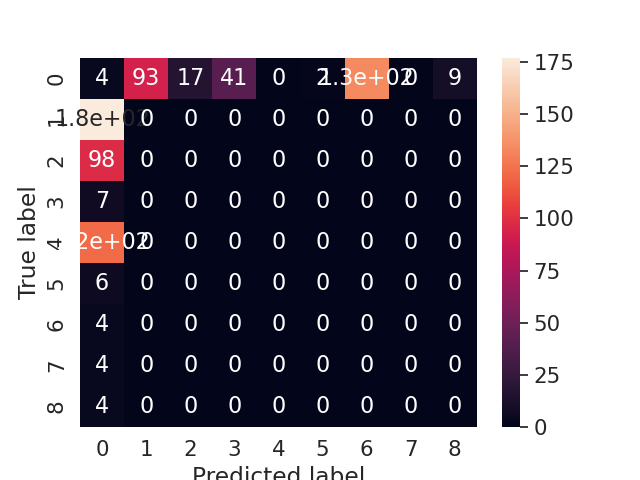 0 4 93 17 41 0 2 1.3e+02 0 9
1 1.8e+02 0 0 0 0 0 0 0 0
2 98 0 0 0 0 0 0 0 0
3 7 0 0 0 0 0 0 0 0
4 2e+02 0 0 0 0 0 0 0 0
5 6 0 0 0 0 0 0 0 0
6 4 0 0 0 0 0 0 0 0
7 4 0 0 0 0 0 0 0 0
8 4 0 0 0 0 0 0 0 0
0 1 2 3 4 5 6 7 8
Predicted label
True label
175
150
125
100
75
50
25
0